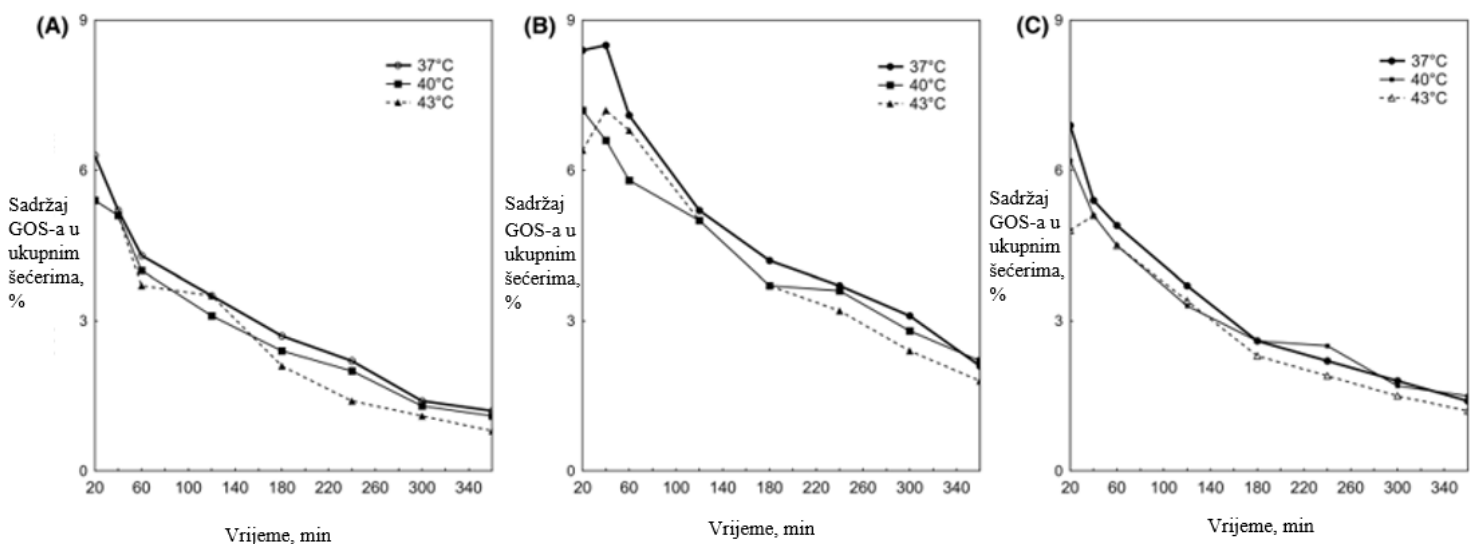 (A)
9
6
3
0
37°C
40°C
43°C
Sadržaj
GOS-a u
ukupnim
šećerima,
%
20 60 100 140 180 220 260 300 340
Vrijeme, min
(B)
9
6
3
0
37°C
40°C
43°C
Sadržaj
GOS-a u
ukupnim
šećerima,
%
20 60 100 140 180 220 260 300 340
Vrijeme, min
(C)
9
6
3
0
37°C
40°C
43°C
Sadržaj
GOS-a u
ukupnim
šećerima,
%
20 60 100 140 180 220 260 300 340
Vrijeme, min